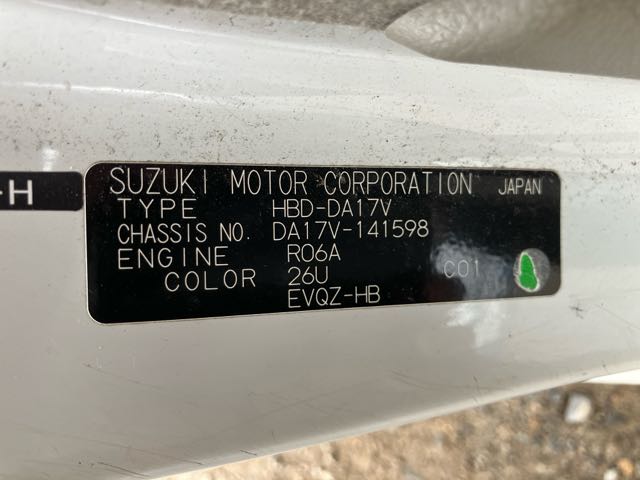 -H
SUZUKI MOTOR CORPORATION JAPAN
TYPE HBD-DA17V
CHASSIS NO. DA17V-141598
ENGINE R06A
COLOR 26U C01
EVQZ-HB